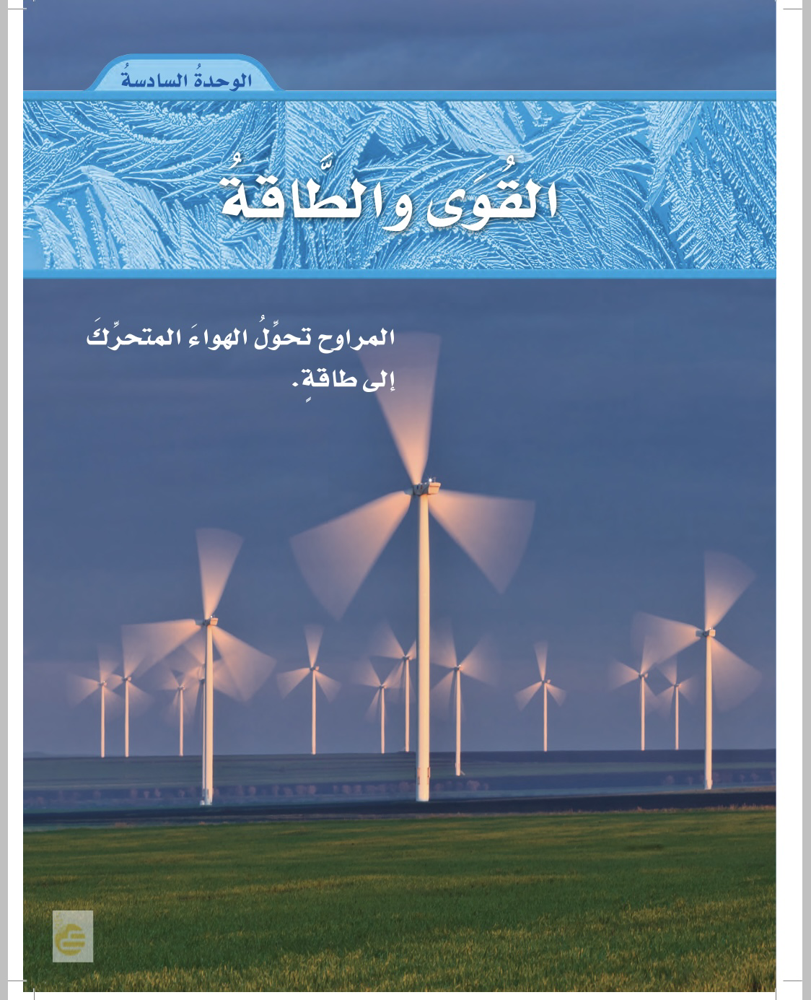 الوحدةُ السادسةُ
القُوَى والطَّاقةُ
المراوح تحوِّلُ الهواءَ المتحرِّكَ
إلى طاقةٍ.